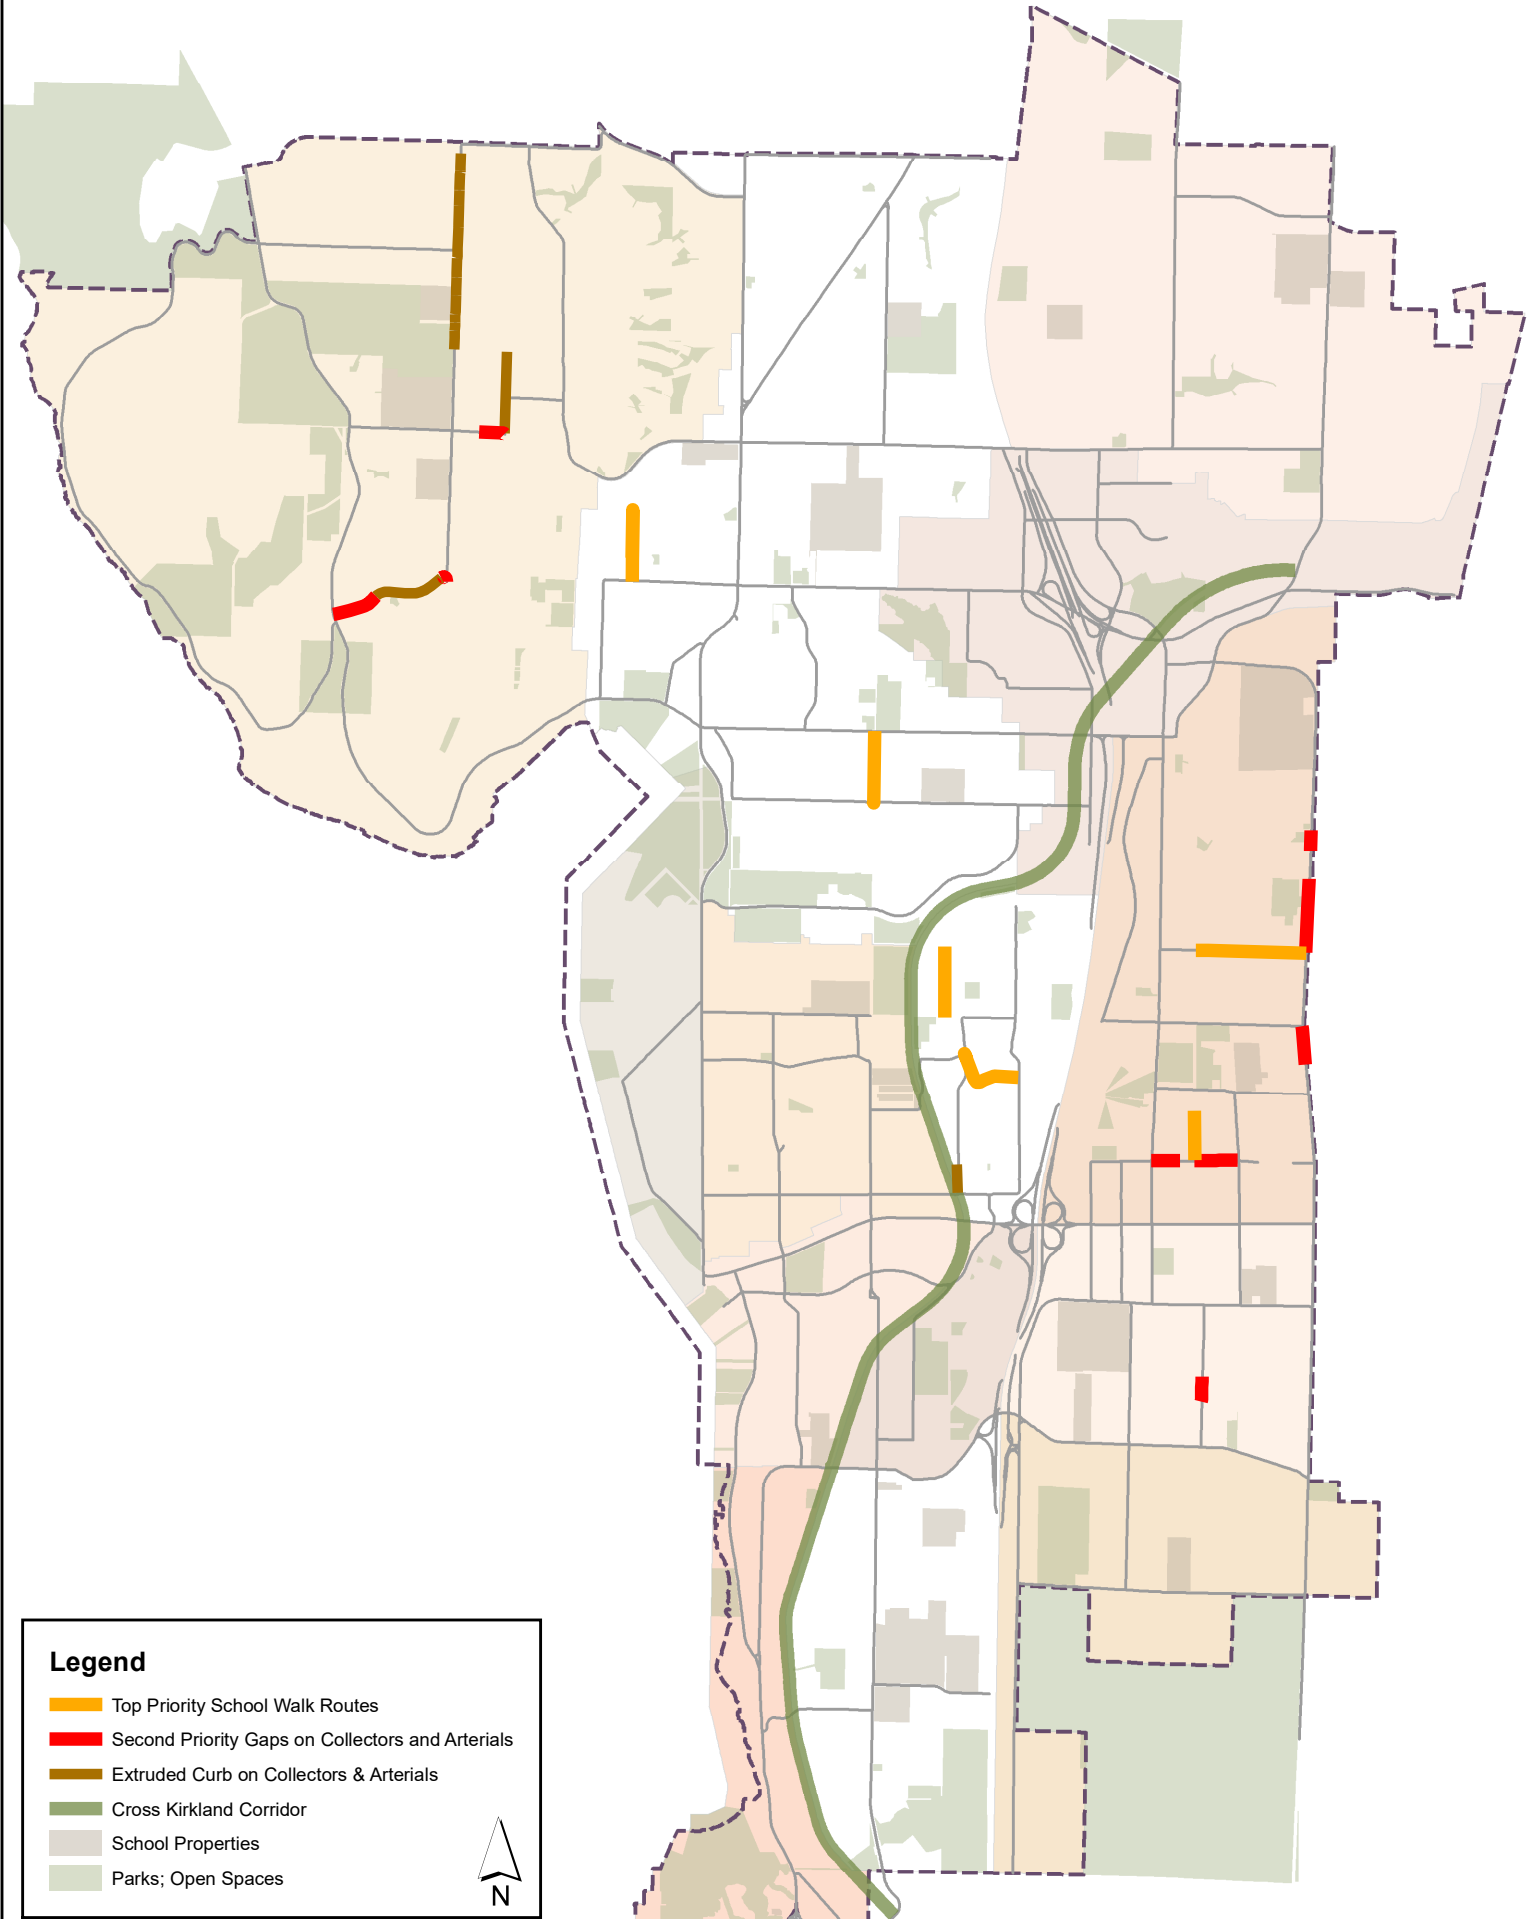 Legend
Top Priority School Walk Routes
Second Priority Gaps on Collectors and Arterials
Extruded Curb on Collectors & Arterials
Cross Kirkland Corridor
School Properties
Parks; Open Spaces
N